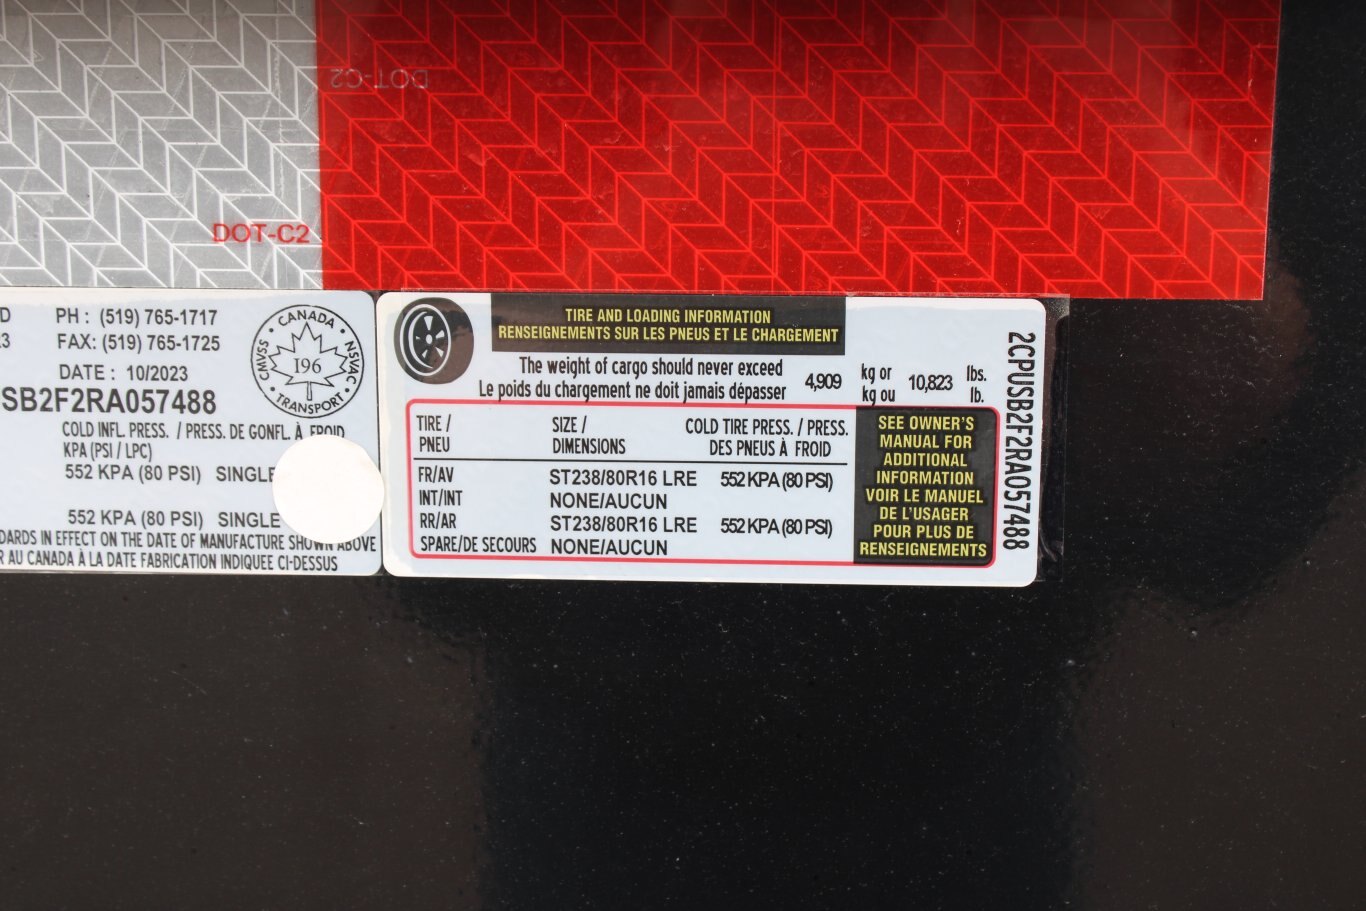 DOT-C2
DOT-C2
D PH : (519) 765-1717
FAX: (519) 765-1725
DATE : 10/2023
SB2F2RA057488
COLD INFL. PRESS. / PRESS. DE GONFL. À FROID
KPA (PSI / LPC)
552 KPA (80 PSI) SINGLE
552 KPA (80 PSI) SINGLE
DARDS IN EFFECT ON THE DATE OF MANUFACTURE SHOWN ABOVE
R AU CANADA À LA DATE FABRICATION INDIQUEE CI-DESSUS
CANADA
CMVSS NSVAC
I96
TRANSPORT
TIRE AND LOADING INFORMATION
RENSEIGNEMENTS SUR LES PNEUS ET LE CHARGEMENT
The weight of cargo should never exceed
Le poids du chargement ne doit jamais dépasser
4,909 kg or
kg ou 10,823 lbs.
lb.
TIRE / SIZE / COLD TIRE PRESS. / PRESS.
PNEU DIMENSIONS DES PNEUS À FROID
FR/AV ST238/80R16 LRE 552 KPA (80 PSI)
INT/INT NONE/AUCUN
RR/AR ST238/80R16 LRE 552 KPA (80 PSI)
SPARE/DE SECOURS NONE/AUCUN
SEE OWNER'S
MANUAL FOR
ADDITIONAL
INFORMATION
VOIR LE MANUEL
DE L'USAGER
POUR PLUS DE
RENSEIGNEMENTS
2CPUSB2F2RA057488